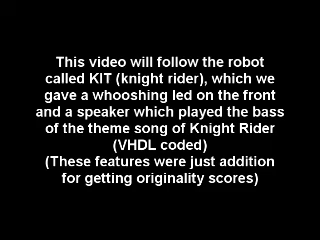 This video will follow the robot
called KIT (knight rider), which we
gave a whooshing led on the front
and a speaker which played the bass
of the theme song of Knight Rider
(VHDL coded)
(These features were just addition
for getting originality scores)